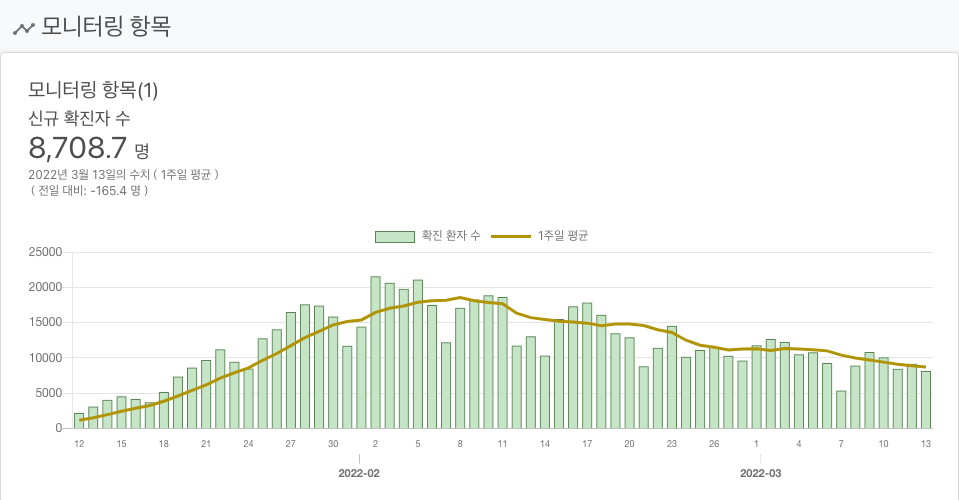 모니터링 항목
모니터링 항목(1)
신규 확진자 수
8,708.7 명
2022년 3월 13일의 수치 ( 1주일 평균 )
( 전일 대비: -165.4 명 )
확진 환자 수 1주일 평균
25000
20000
15000
10000
5000
0
12 15 18 21 24 27 30 2 5 8 11 14 17 20 23 26 1 4 7 10 13
2022-02 2022-03